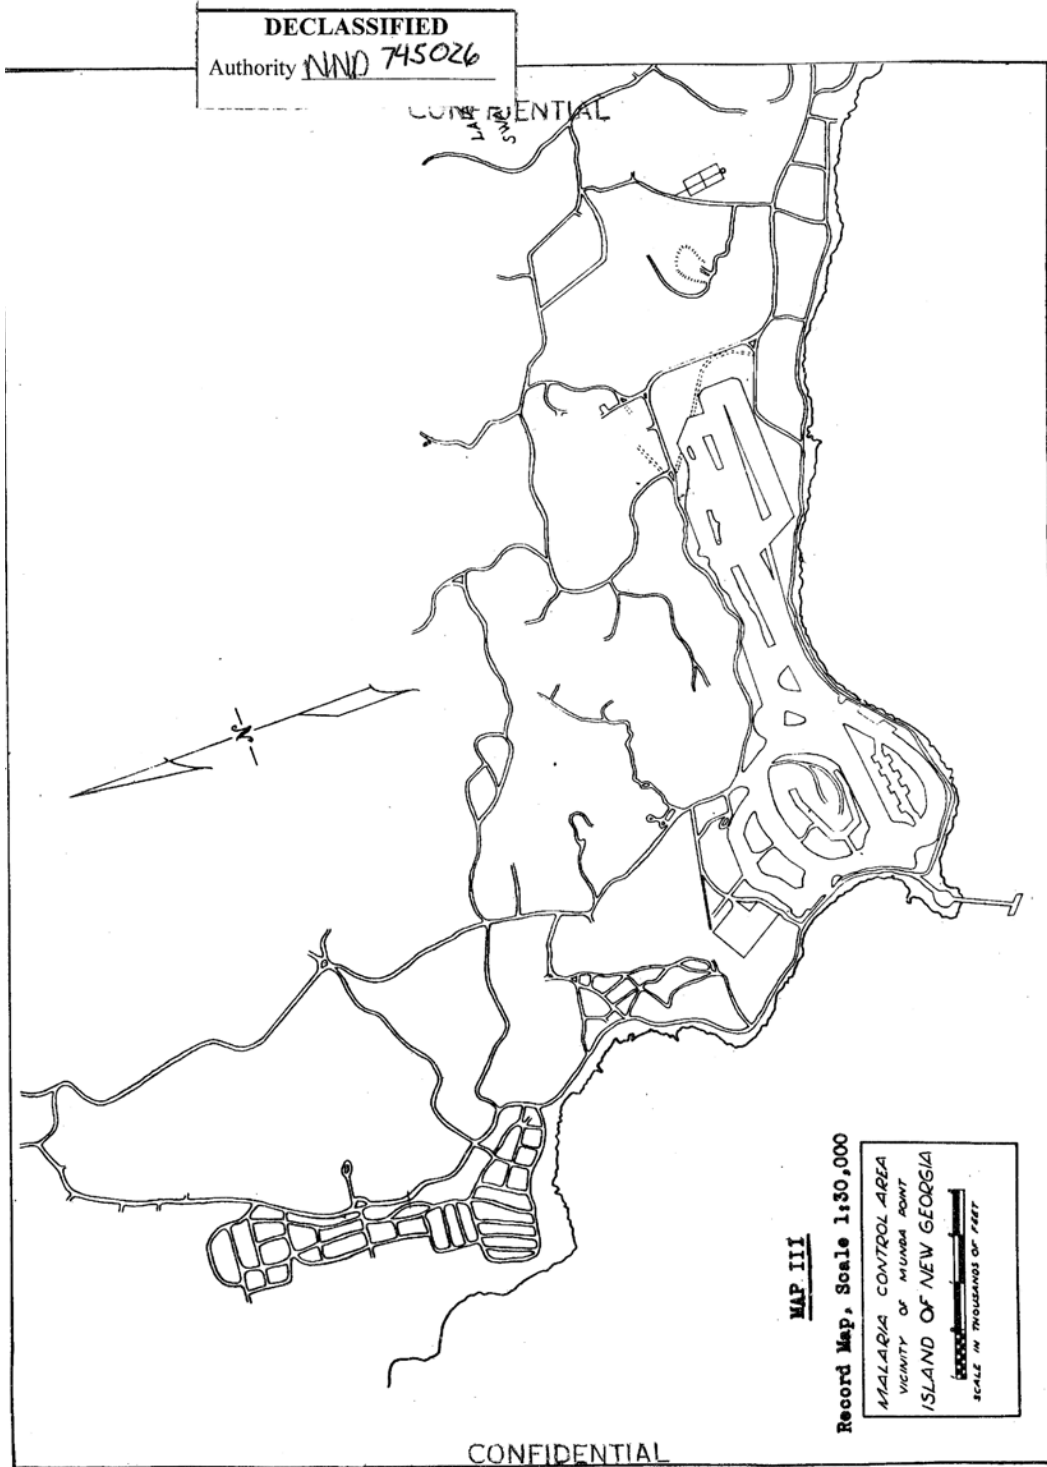 DECLASSIFIED
Authority NND 745026
CONFIDENTIAL
N
MAP III
Record Map, Scale 1:30,000
MALARIA CONTROL AREA
VICINITY OF MUNDA POINT
ISLAND OF NEW GEORGIA
SCALE IN THOUSANDS OF FEET
CONFIDENTIAL